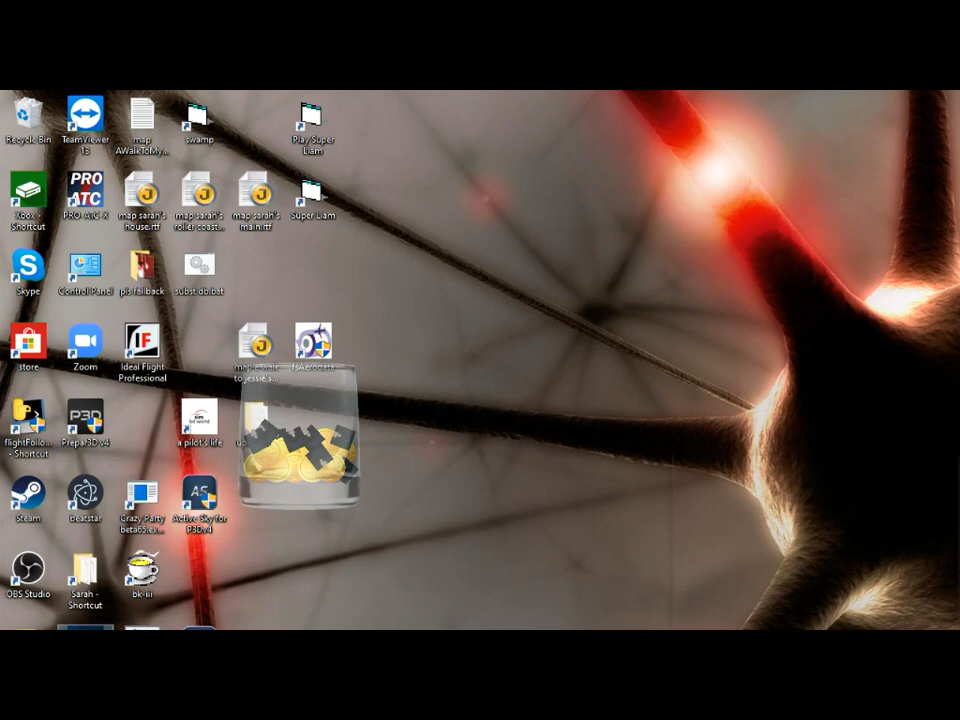 Recycle Bin
TeamViewer
13
map
AWalkToMy...
swamp
Play Super
Liam
PRO
ATC
Xbox -
Shortcut
PRO-ATC-X
map sarah's
house.rtf
map sarah's
roller coast...
map sarah's
main.rtf
Super Liam
Skype
Control Panel
pls fallback
subst db.bat
IF
store
Zoom
Ideal Flight
Professional
to jessie's...
fsAerodata
P3D
flightFollo...
- Shortcut
Prepar3D v4
a pilot's life
AS
Steam
beatstar
Crazy Party
beta65.ex...
Active Sky for
P3Dv4
OBS Studio
Sarah -
Shortcut
bk-iii